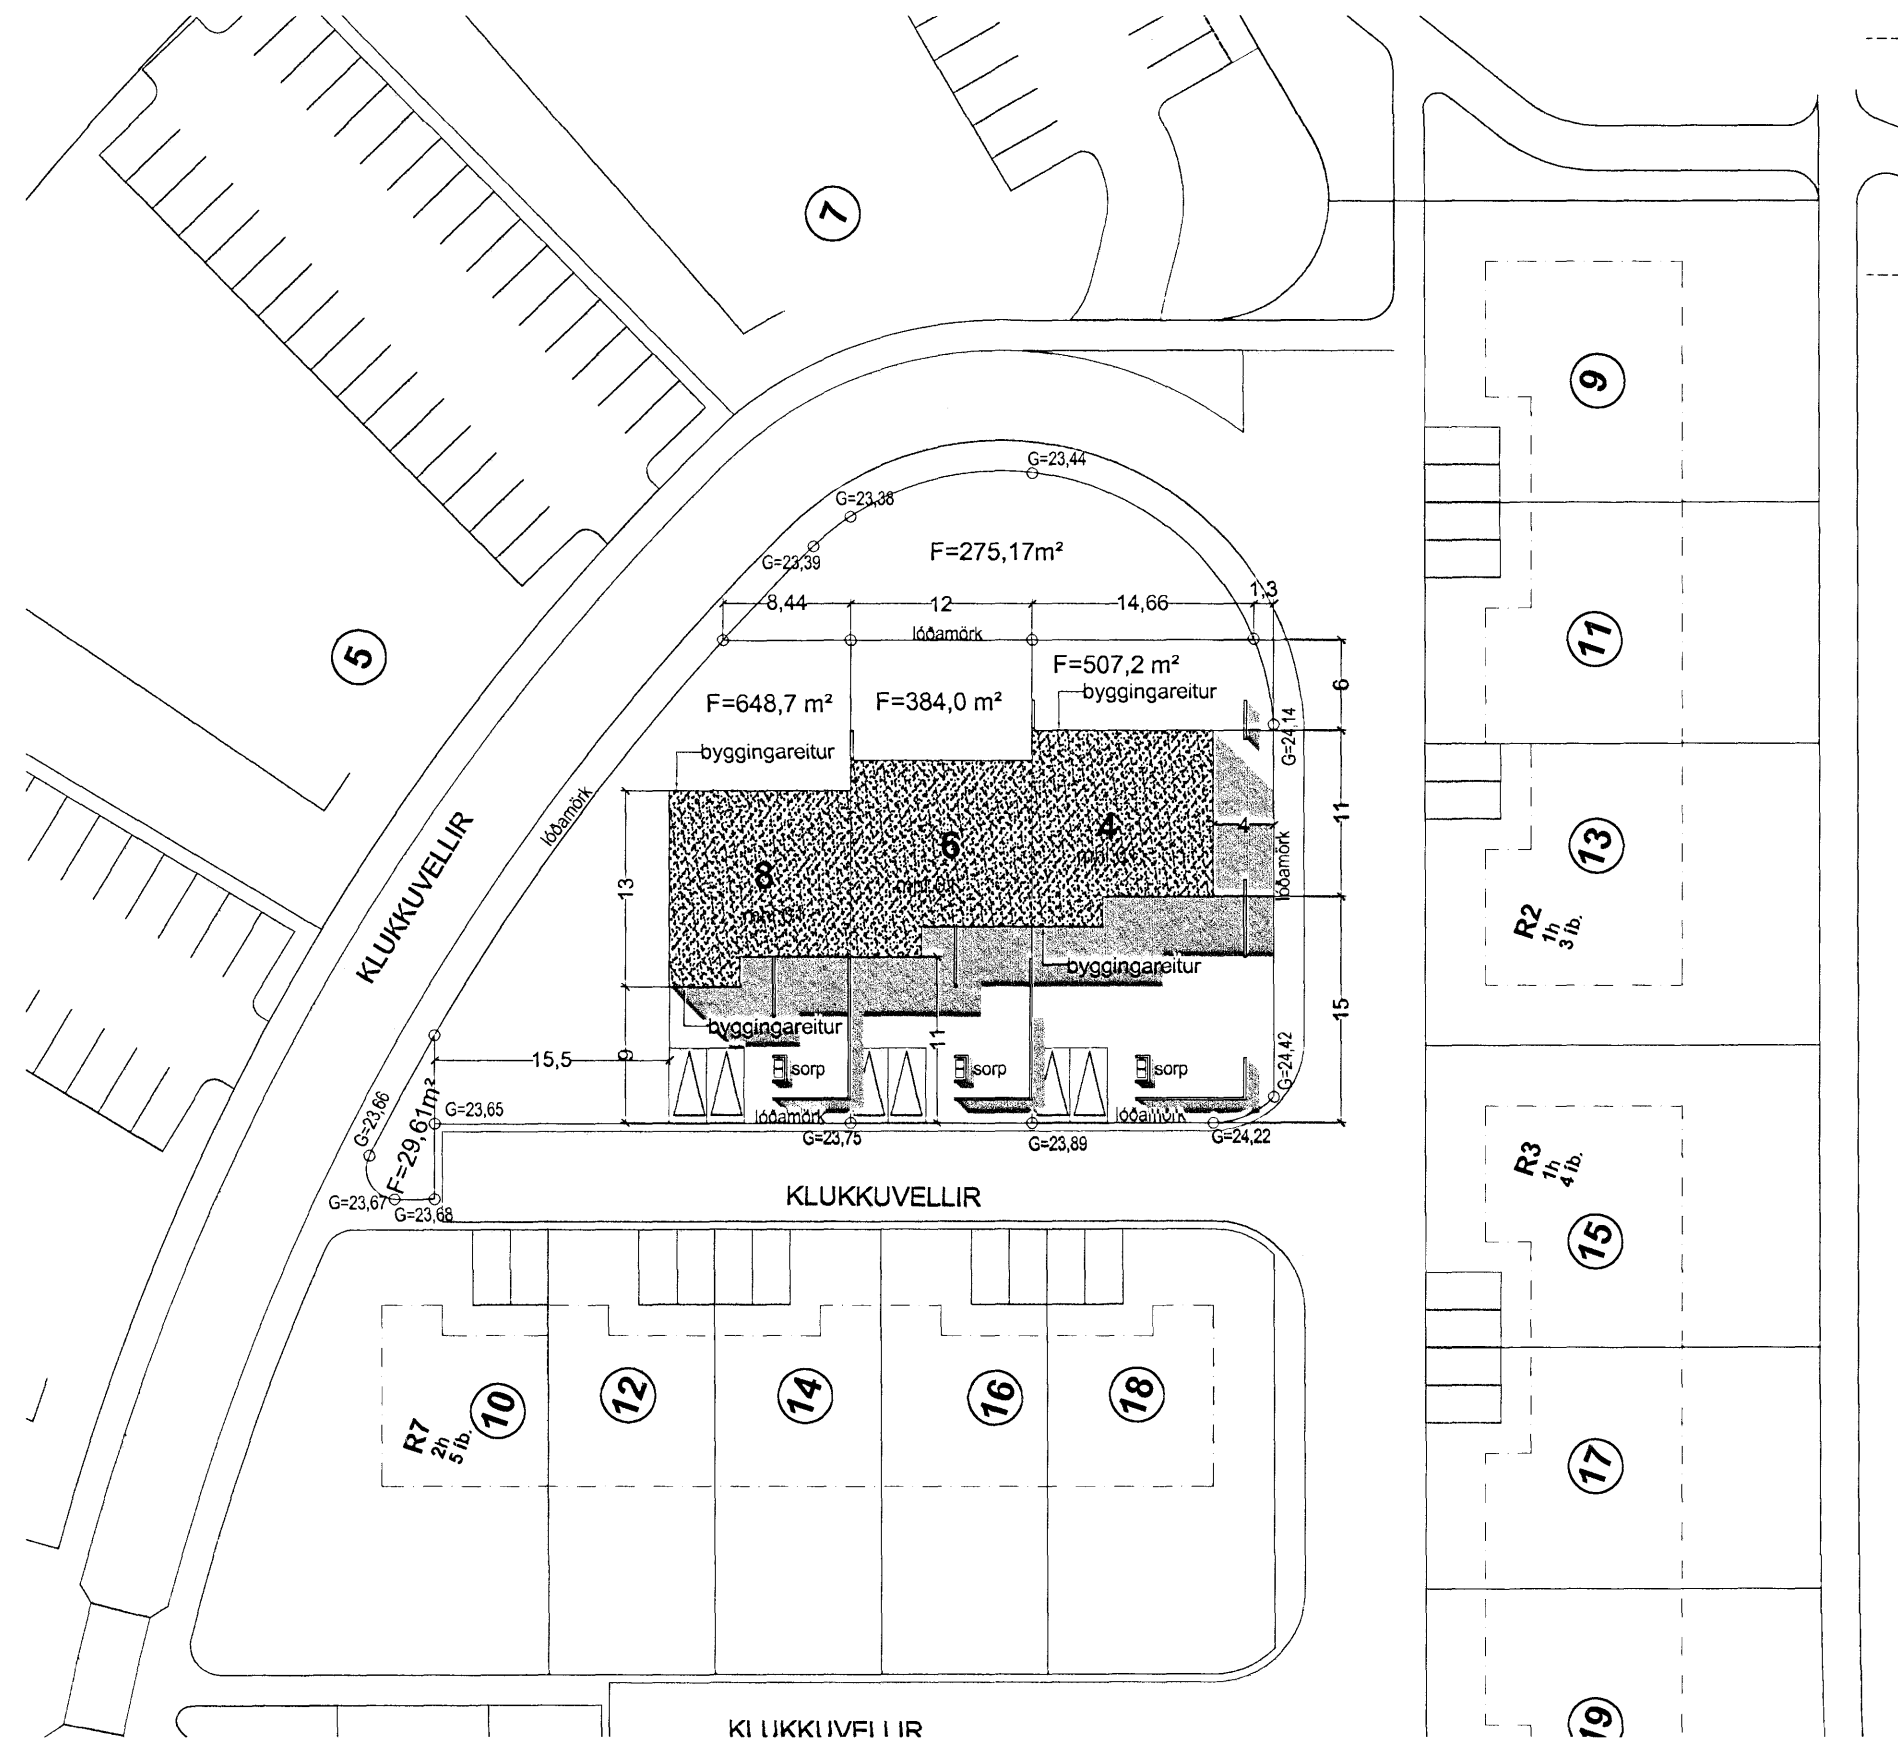 7
9
G=23,44
G=23,38
F=275,17m²
G=23,39
1,3
8,44
12
14,66
lóðamörk
11
5
F=507,2 m²
6
byggingareitur
F=648,7 m²
F=384,0 m²
G=24,14
byggingareitur
lóðamörk
KLUKKUVELLIR
4
4
11
6
13
8
13
lóðamörk
R2
1h
3 íb.
byggingareitur
byggingareitur
15
11
9
15,5
sorp
sorp
sorp
G=24,42
G=23,66
F=29,61m²
G=23,65
lóðamörk
lóðamörk
G=23,75
G=23,89
G=24,22
R3
1h
4 íb.
KLUKKUVELLIR
G=23,67
G=23,68
15
10
12
14
16
18
R7
2h
5 íb.
17
19
KLUKKUVELLIR